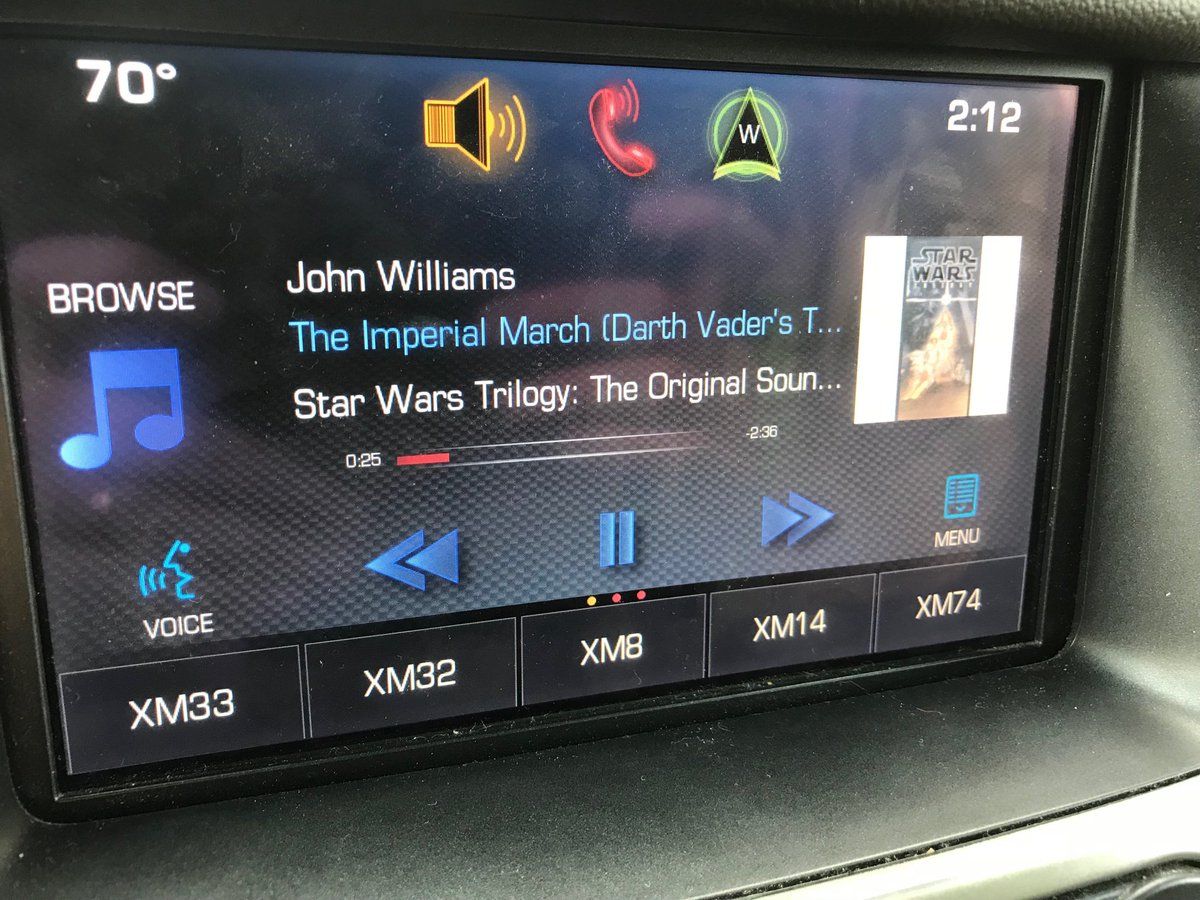 70°
W
2:12
BROWSE
John Williams
The Imperial March (Darth Vader's T...
Star Wars Trilogy: The Original Soun...
STAR
WARS
0:25
-2:36
VOICE
MENU
XM33
XM32
XM8
XM14
XM74